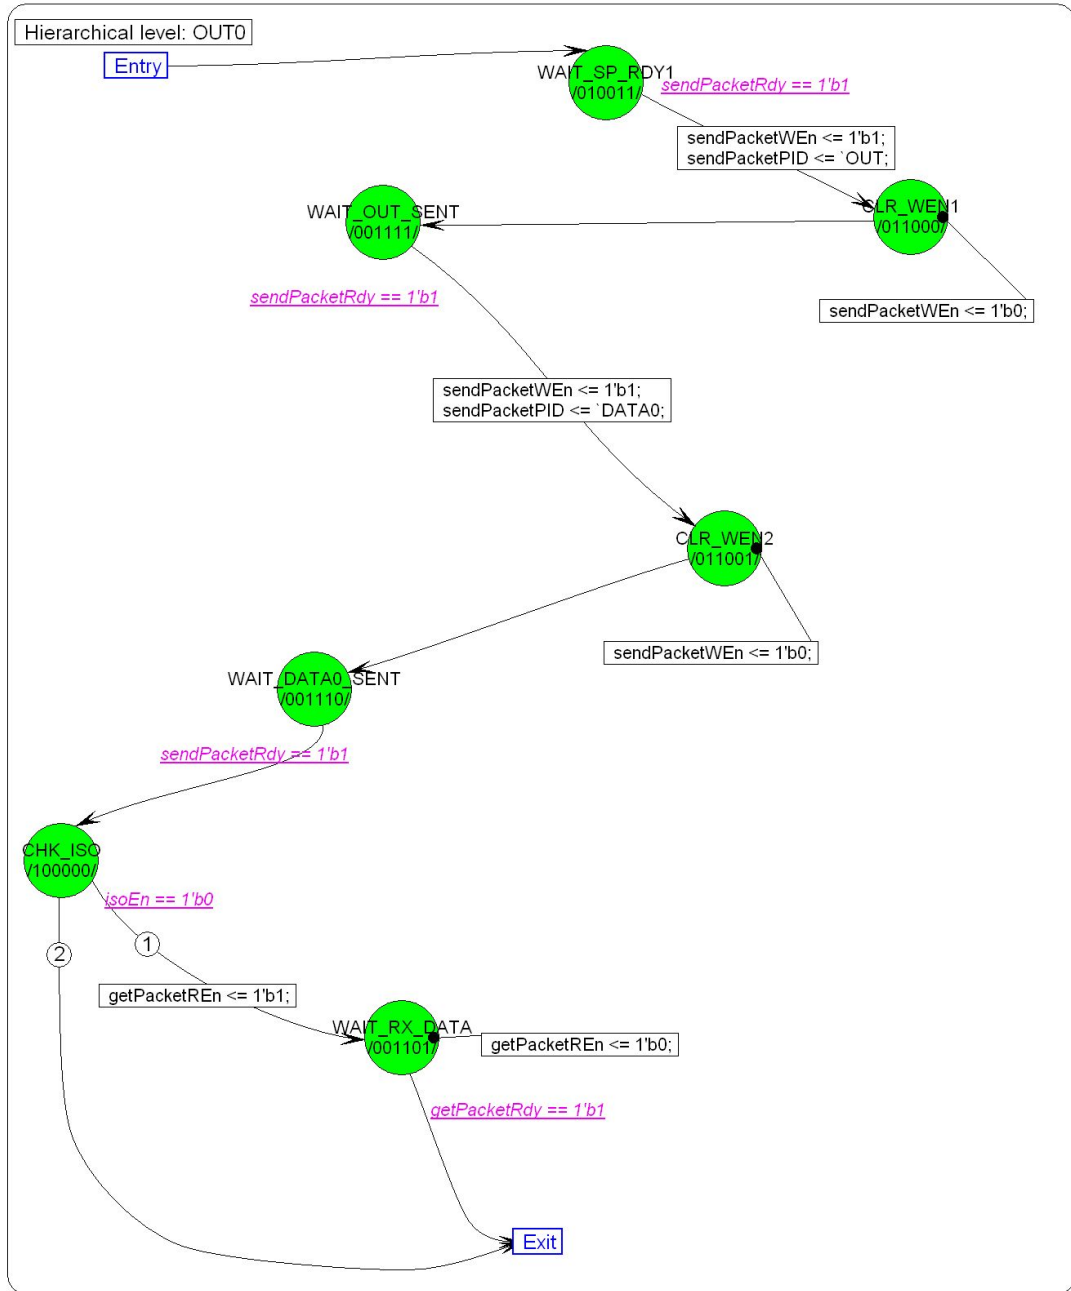 Hierarchical level: OUT0
Entry
WAIT_SP_RDY1
/010011/
sendPacketRdy == 1'b1
sendPacketWEn <= 1'b1;
sendPacketPID <= `OUT;
WAIT_OUT_SENT
/001111/
CLR_WEN1
/011000/
sendPacketRdy == 1'b1
sendPacketWEn <= 1'b0;
sendPacketWEn <= 1'b1;
sendPacketPID <= `DATA0;
CLR_WEN2
/011001/
sendPacketWEn <= 1'b0;
WAIT_DATA0_SENT
/001110/
sendPacketRdy == 1'b1
CHK_ISO
/100000/
isoEn == 1'b0
1
2
getPacketREn <= 1'b1;
WAIT_RX_DATA
/001101/
getPacketREn <= 1'b0;
getPacketRdy == 1'b1
Exit